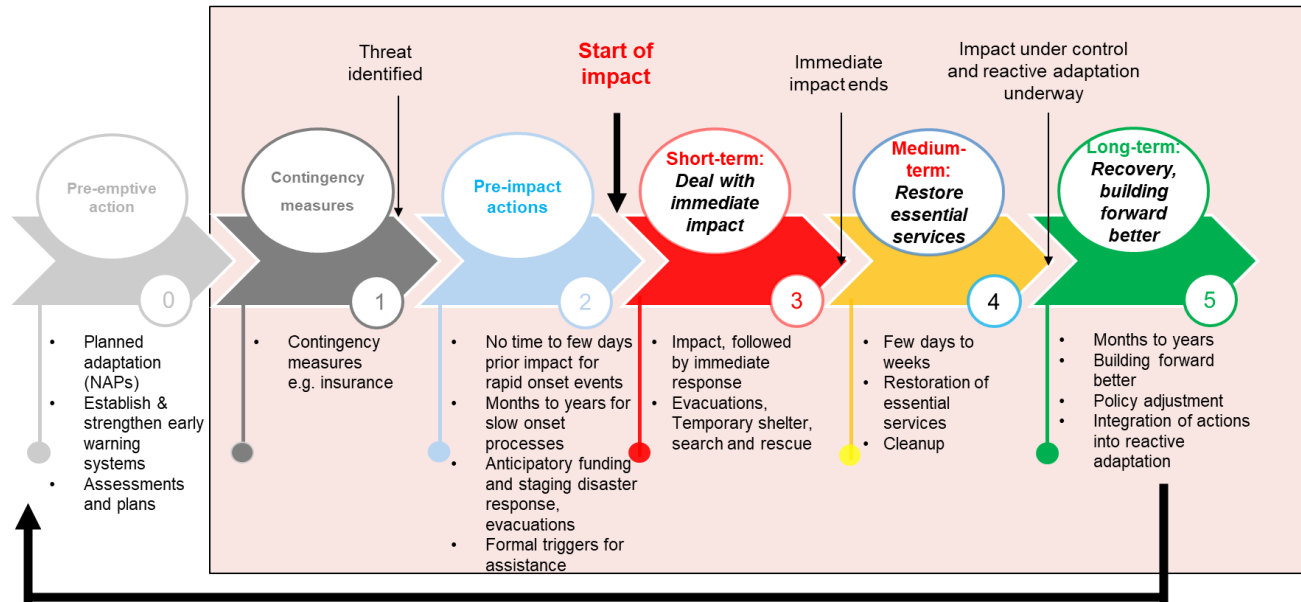 Threat
identified
Start of
impact
Immediate
impact ends
Impact under control
and reactive adaptation
underway
Pre-emptive
action
Contingency
measures
Pre-impact
actions
Short-term:
Deal with
immediate
impact
Medium-
term:
Restore
essential
services
Long-term:
Recovery,
building
forward
better
0
1
2
3
4
5
• Planned
adaptation
(NAPs)
• Establish &
strengthen early
warning
systems
• Assessments
and plans
• Contingency
measures
e.g. insurance
• No time to few days
prior impact for
rapid onset events
• Months to years for
slow onset
processes
• Anticipatory funding
and staging disaster
response,
evacuations
• Formal triggers for
assistance
• Impact, followed
by immediate
response
• Evacuations,
Temporary shelter,
search and rescue
• Few days to
weeks
• Restoration of
essential
services
• Cleanup
• Months to years
• Building forward
better
• Policy adjustment
• Integration of actions
into reactive
adaptation